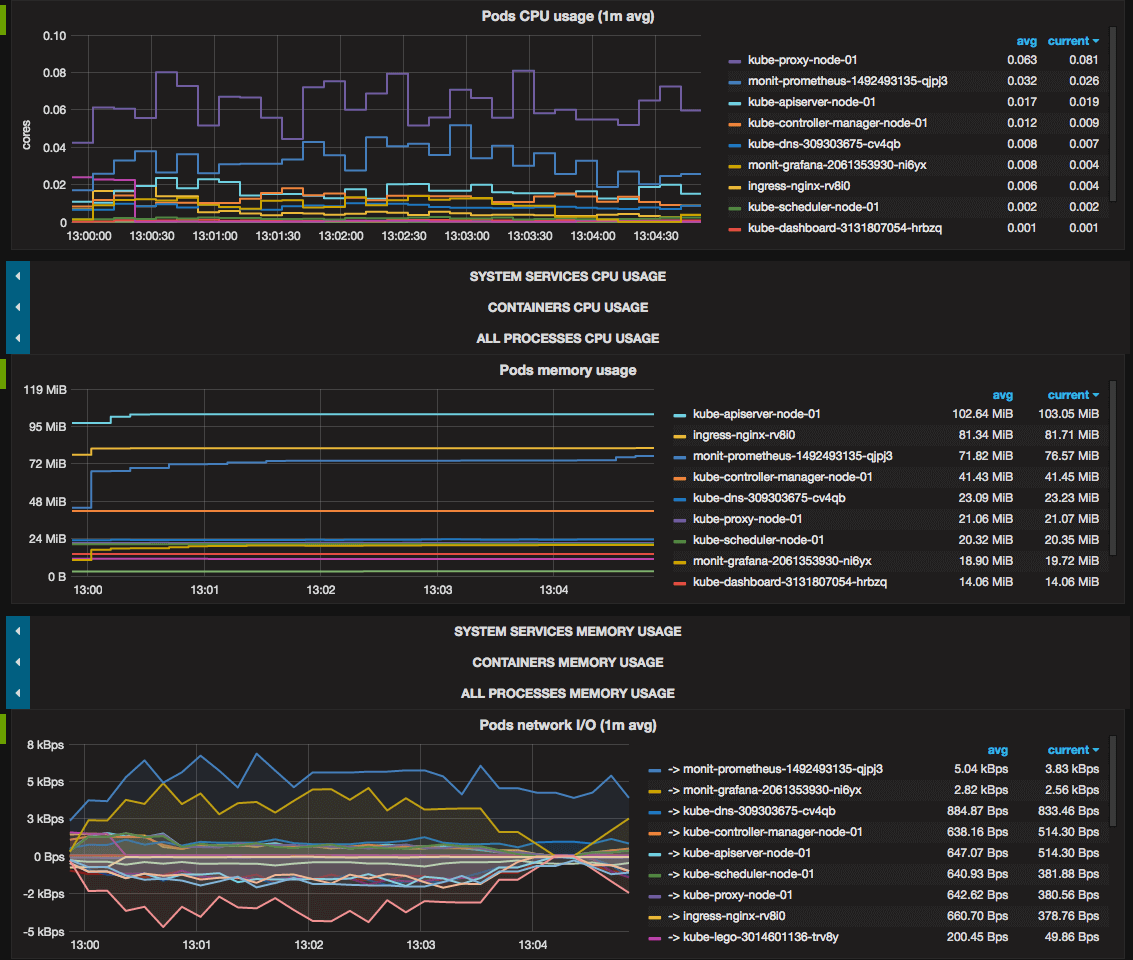 Pods CPU usage (1m avg)
0.10
0.08
0.06
0.04
0.02
0
cores
13:00:00 13:00:30 13:01:00 13:01:30 13:02:00 13:02:30 13:03:00 13:03:30 13:04:00 13:04:30
avg current
kube-proxy-node-01 0.063 0.081
monit-prometheus-1492493135-qjpj3 0.032 0.026
kube-apiserver-node-01 0.017 0.019
kube-controller-manager-node-01 0.012 0.009
kube-dns-309303675-cv4qb 0.008 0.007
monit-grafana-2061353930-ni6yx 0.008 0.004
ingress-nginx-rv8i0 0.006 0.004
kube-scheduler-node-01 0.002 0.002
kube-dashboard-3131807054-hrbzq 0.001 0.001
SYSTEM SERVICES CPU USAGE
CONTAINERS CPU USAGE
ALL PROCESSES CPU USAGE
Pods memory usage
119 MiB
95 MiB
72 MiB
48 MiB
24 MiB
0 B
13:00 13:01 13:02 13:03 13:04
avg current
kube-apiserver-node-01 102.64 MiB 103.05 MiB
ingress-nginx-rv8i0 81.34 MiB 81.71 MiB
monit-prometheus-1492493135-qjpj3 71.82 MiB 76.57 MiB
kube-controller-manager-node-01 41.43 MiB 41.45 MiB
kube-dns-309303675-cv4qb 23.09 MiB 23.23 MiB
kube-proxy-node-01 21.06 MiB 21.07 MiB
kube-scheduler-node-01 20.32 MiB 20.35 MiB
monit-grafana-2061353930-ni6yx 18.90 MiB 19.72 MiB
kube-dashboard-3131807054-hrbzq 14.06 MiB 14.06 MiB
SYSTEM SERVICES MEMORY USAGE
CONTAINERS MEMORY USAGE
ALL PROCESSES MEMORY USAGE
Pods network I/O (1m avg)
8 kBps
5 kBps
3 kBps
0 Bps
-2 kBps
-5 kBps
13:00 13:01 13:02 13:03 13:04
avg current
-> monit-prometheus-1492493135-qjpj3 5.04 kBps 3.83 kBps
-> monit-grafana-2061353930-ni6yx 2.82 kBps 2.56 kBps
-> kube-dns-309303675-cv4qb 884.87 Bps 833.46 Bps
-> kube-controller-manager-node-01 638.16 Bps 514.30 Bps
-> kube-apiserver-node-01 647.07 Bps 514.30 Bps
-> kube-scheduler-node-01 640.93 Bps 381.88 Bps
-> kube-proxy-node-01 642.62 Bps 380.56 Bps
-> ingress-nginx-rv8i0 660.70 Bps 378.76 Bps
-> kube-lego-3014601136-trv8y 200.45 Bps 49.86 Bps